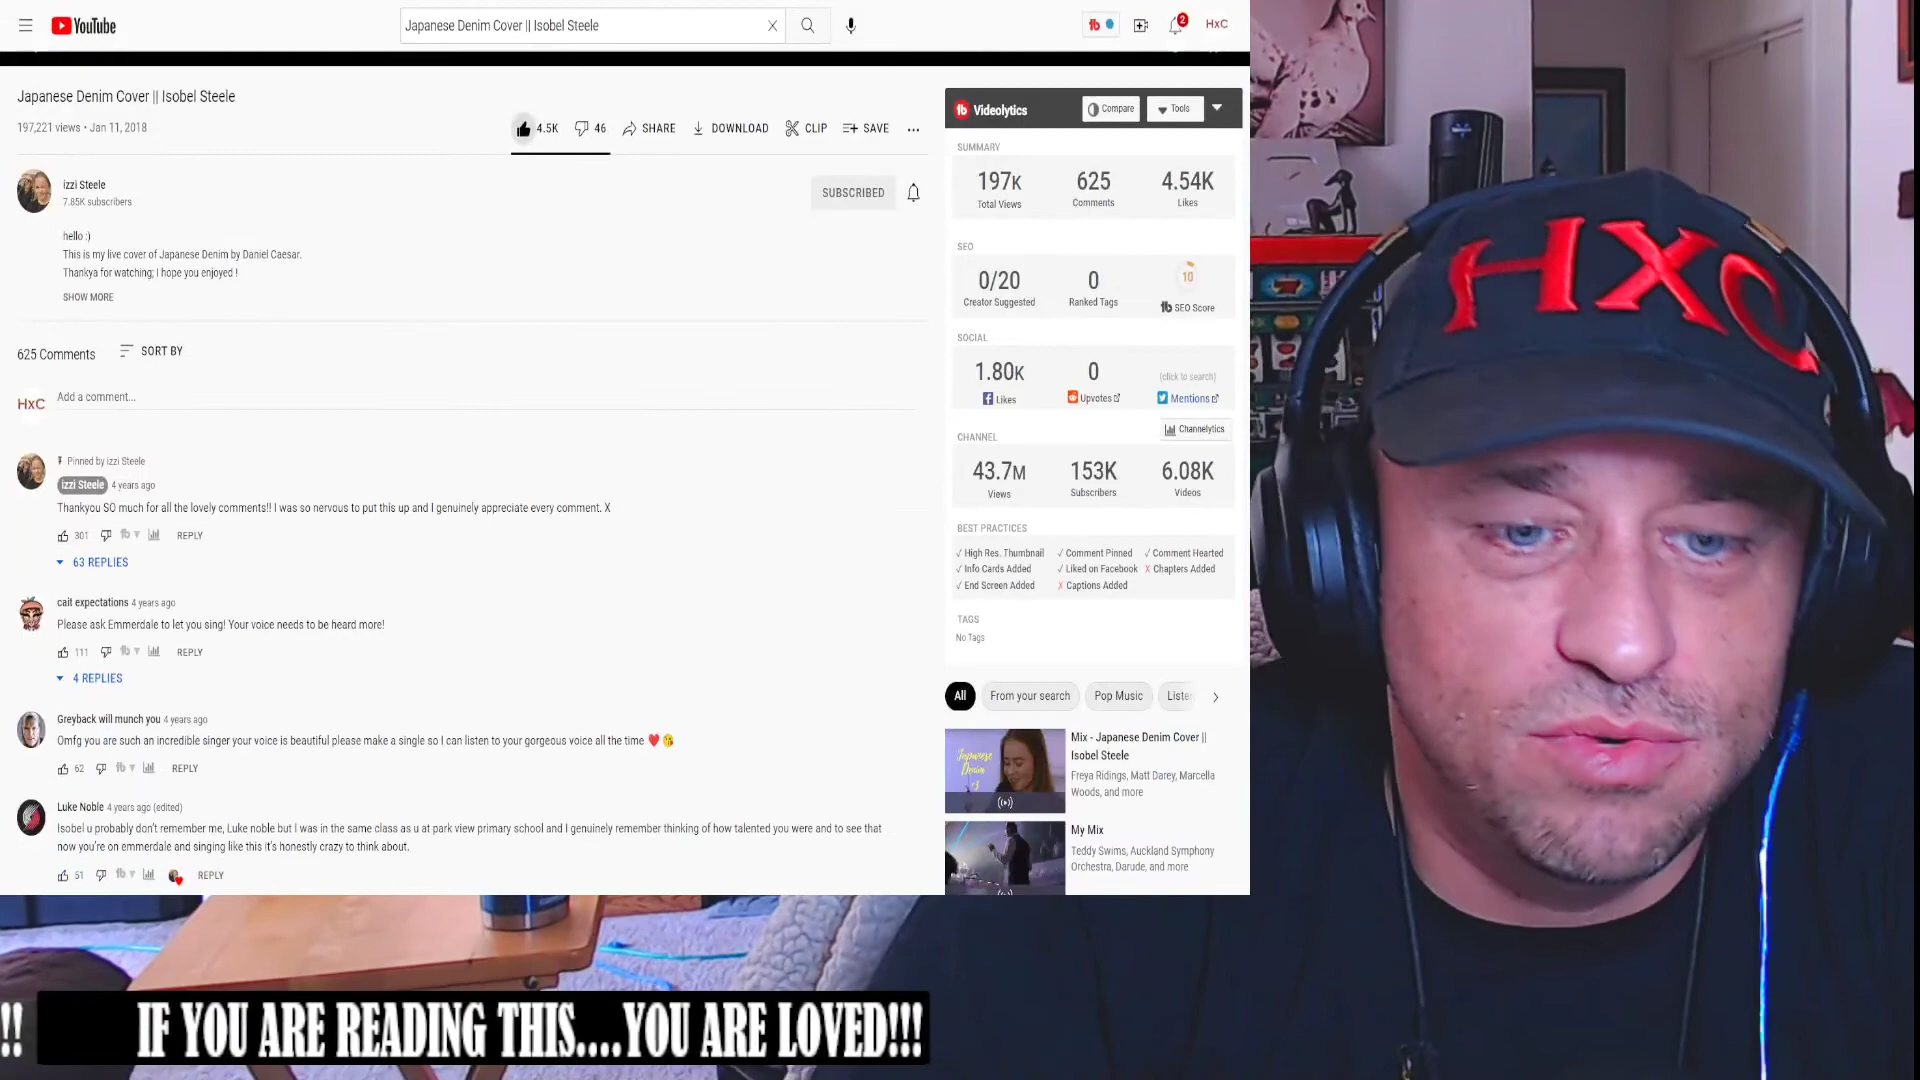 YouTube
Japanese Denim Cover || Isobel Steele
2
HxC
Japanese Denim Cover || Isobel Steele
197,221 views • Jan 11, 2018
4.5K
46
SHARE
DOWNLOAD
CLIP
SAVE
izzi Steele
7.85K subscribers
SUBSCRIBED
hello :)
This is my live cover of Japanese Denim by Daniel Caesar.
Thankya for watching; I hope you enjoyed !
SHOW MORE
625 Comments
SORT BY
HxC
Add a comment...
Pinned by izzi Steele
izzi Steele 4 years ago
Thankyou SO much for all the lovely comments!! I was so nervous to put this up and I genuinely appreciate every comment. X
301
REPLY
63 REPLIES
cait expectations 4 years ago
Please ask Emmerdale to let you sing! Your voice needs to be heard more!
111
REPLY
4 REPLIES
Greyback will munch you 4 years ago
Omfg you are such an incredible singer your voice is beautiful please make a single so I can listen to your gorgeous voice all the time ❤️ 😘
62
REPLY
Luke Noble 4 years ago (edited)
Isobel u probably don't remember me, Luke noble but I was in the same class as u at park view primary school and I genuinely remember thinking of how talented you were and to see that
now you're on emmerdale and singing like this it's honestly crazy to think about.
51
REPLY
Videolytics
Compare
Tools
SUMMARY
197K 625 4.54K
Total Views Comments Likes
SEO
0/20 0 10
Creator Suggested Ranked Tags SEO Score
SOCIAL
1.80K 0 (click to search)
Likes Upvotes Mentions
Channelytics
CHANNEL
43.7M 153K 6.08K
Views Subscribers Videos
BEST PRACTICES
✓ High Res. Thumbnail ✓ Comment Pinned ✓ Comment Hearted
✓ Info Cards Added ✓ Liked on Facebook X Chapters Added
✓ End Screen Added X Captions Added
TAGS
No Tags
All
From your search
Pop Music
Japanese
Denim
<3
Mix - Japanese Denim Cover ||
Isobel Steele
Freya Ridings, Matt Darey, Marcella
Woods, and more
My Mix
Teddy Swims, Auckland Symphony
Orchestra, Darude, and more
HXC
!! IF YOU ARE READING THIS....YOU ARE LOVED!!!